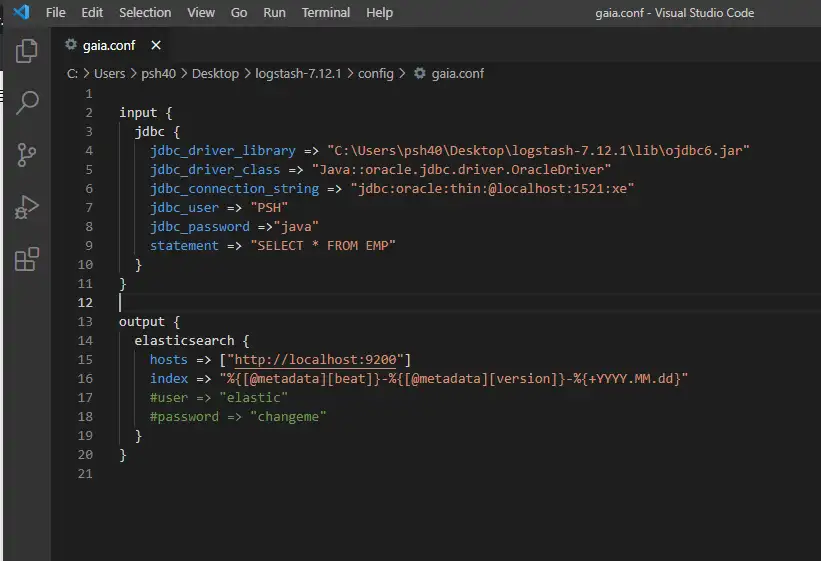 File Edit Selection View Go Run Terminal Help gaia.conf - Visual Studio Code
gaia.conf ×
C: > Users > psh40 > Desktop > logstash-7.12.1 > config > gaia.conf
1
2 input {
3 jdbc {
4 jdbc_driver_library => "C:\Users\psh40\Desktop\logstash-7.12.1\lib\ojdbc6.jar"
5 jdbc_driver_class => "Java::oracle.jdbc.driver.OracleDriver"
6 jdbc_connection_string => "jdbc:oracle:thin:@localhost:1521:xe"
7 jdbc_user => "PSH"
8 jdbc_password =>"java"
9 statement => "SELECT * FROM EMP"
10 }
11 }
12
13 output {
14 elasticsearch {
15 hosts => ["http://localhost:9200"]
16 index => "%{[@metadata][beat]}-%{[@metadata][version]}-%{+YYYY.MM.dd}"
17 #user => "elastic"
18 #password => "changeme"
19 }
20 }
21